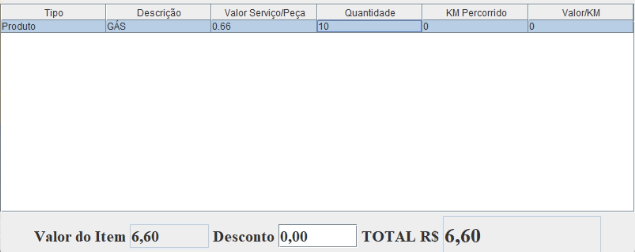 Tipo Descrição Valor Serviço/Peça Quantidade KM Percorrido Valor/KM
Produto GÁS 0.66 10 0 0
Valor do Item 6,60 Desconto 0,00 TOTAL R$ 6,60